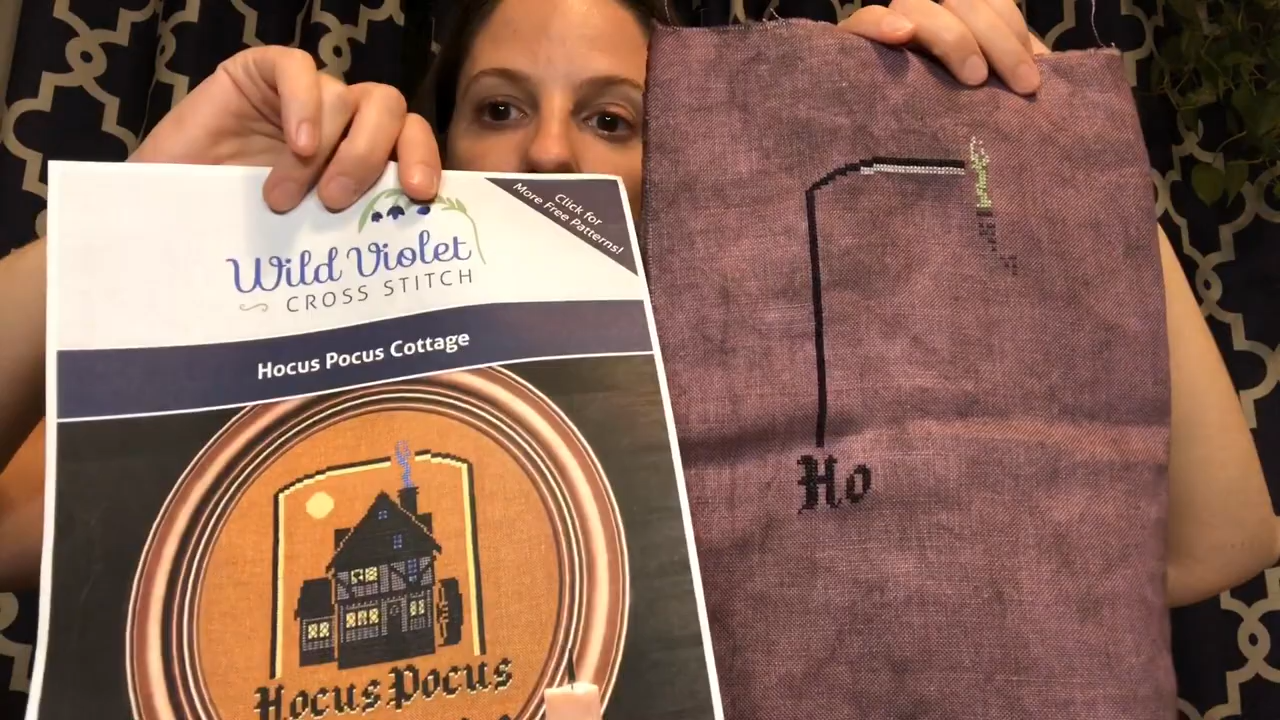 Click for
More Free Patterns!
Wild Violet
CROSS STITCH
Hocus Pocus Cottage
Hocus Pocus
Ho